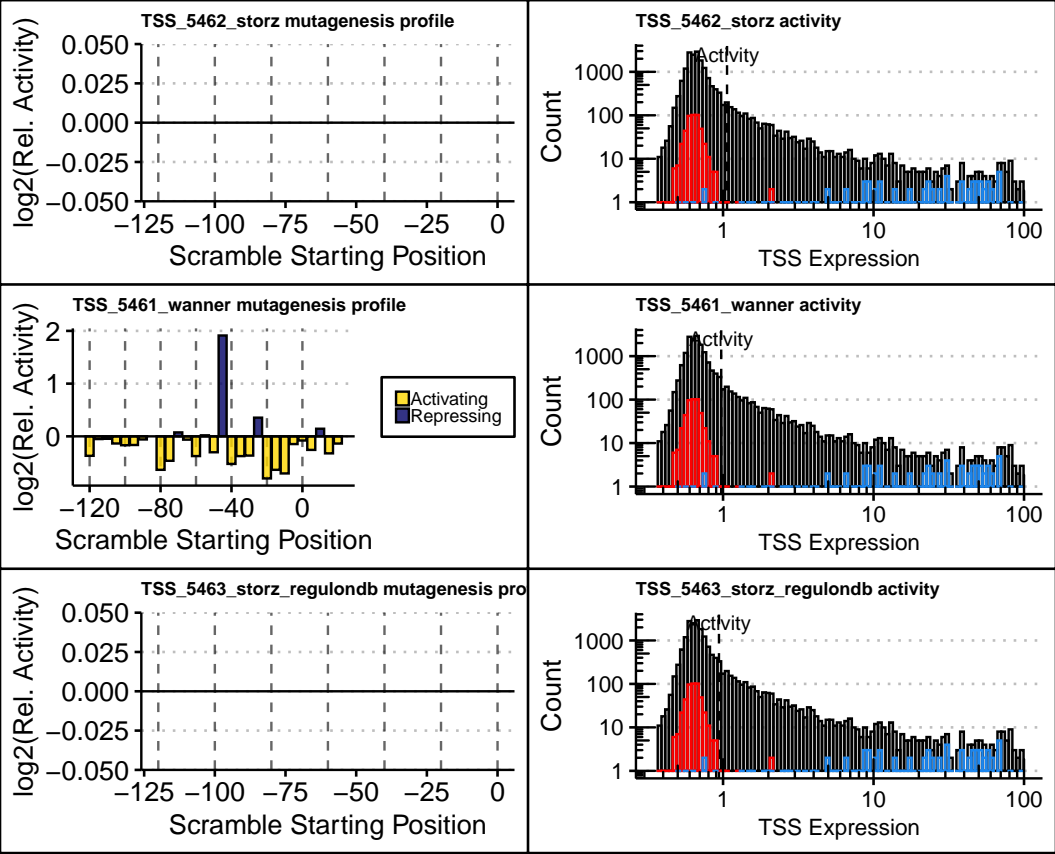 TSS_5462_storz mutagenesis profile
log2(Rel. Activity)
0.050
0.025
0.000
−0.025
−0.050
−125 −100 −75 −50 −25 0
Scramble Starting Position
TSS_5462_storz activity
Activity
Count
1000
100
10
1
1 10 100
TSS Expression
TSS_5461_wanner mutagenesis profile
log2(Rel. Activity)
2
1
0
−120 −80 −40 0
Scramble Starting Position
Activating
Repressing
TSS_5461_wanner activity
Activity
Count
1000
100
10
1
1 10 100
TSS Expression
TSS_5463_storz_regulondb mutagenesis pro
log2(Rel. Activity)
0.050
0.025
0.000
−0.025
−0.050
−125 −100 −75 −50 −25 0
Scramble Starting Position
TSS_5463_storz_regulondb activity
Activity
Count
1000
100
10
1
1 10 100
TSS Expression